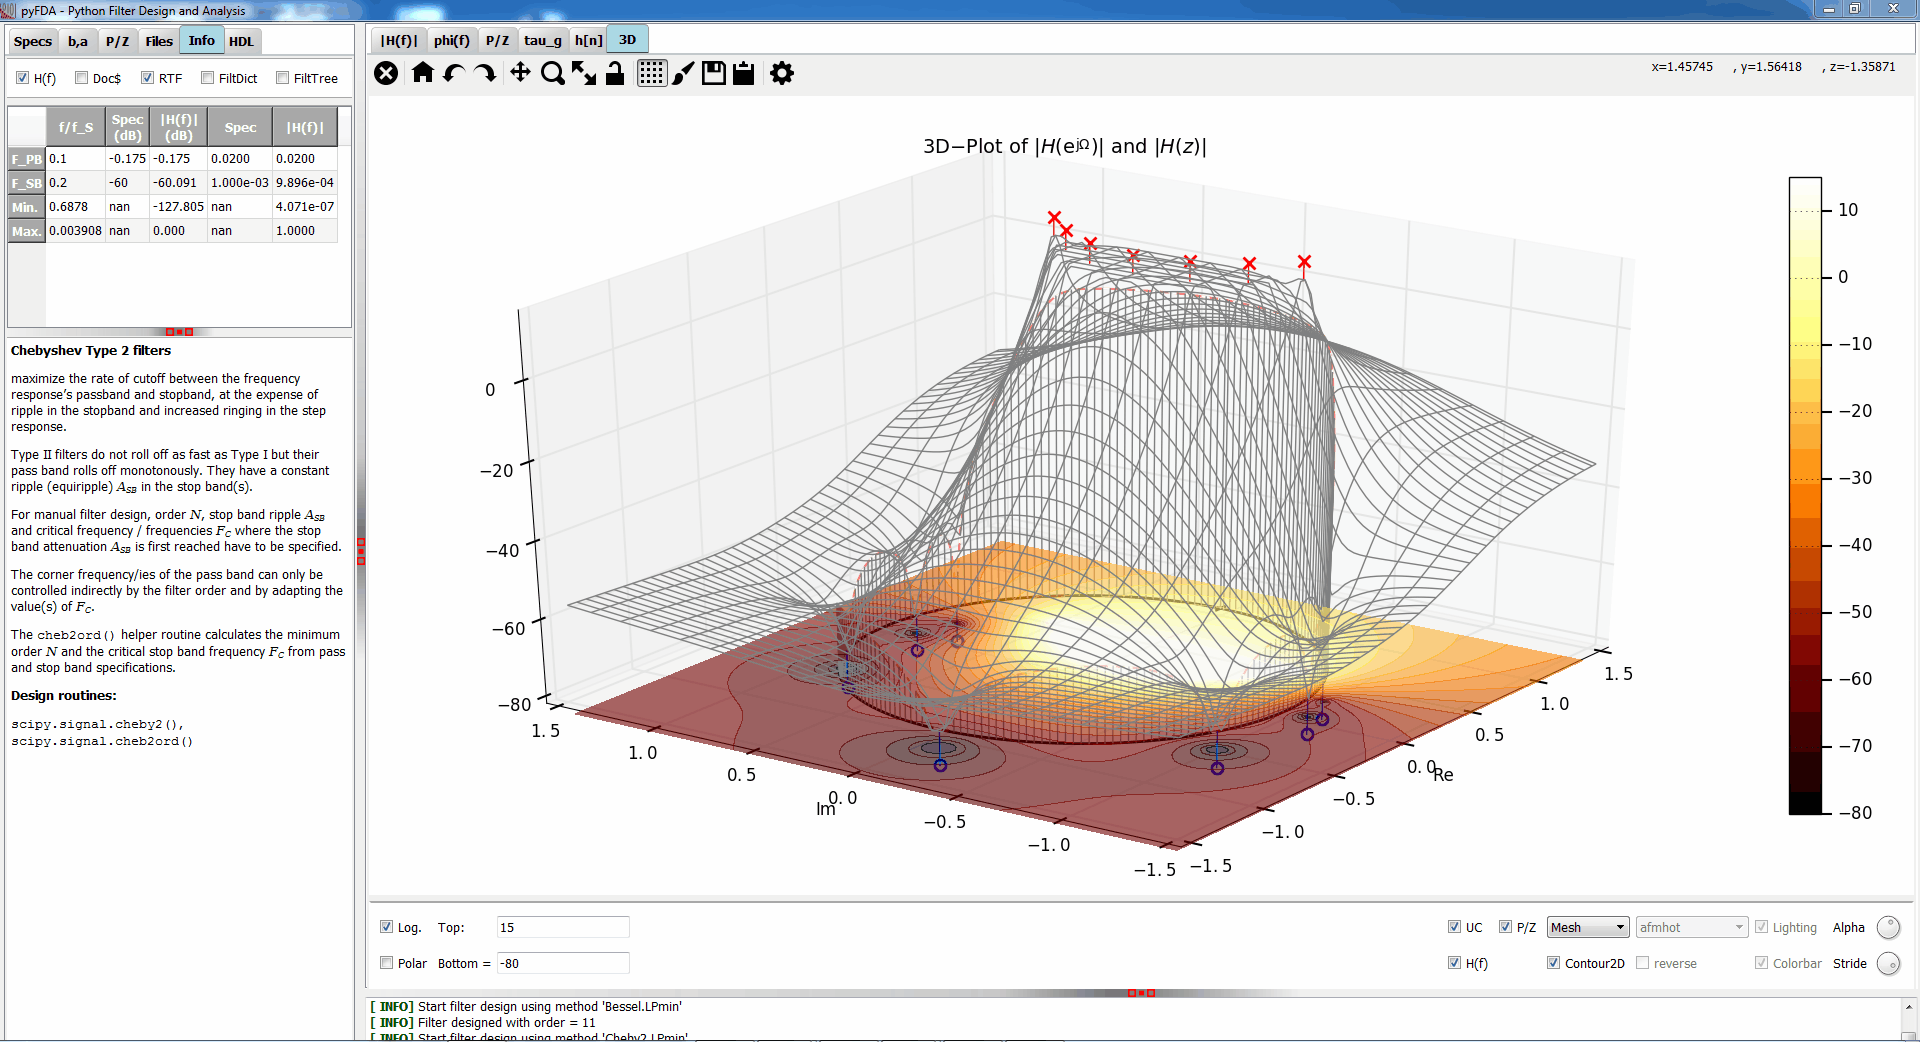 pyFDA - Python Filter Design and Analysis
Specs b,a P/Z Files Info HDL
H(f) Doc$ RTF FiltDict FiltTree
f/f_S Spec (dB) |H(f)| (dB) Spec |H(f)|
F_PB 0.1 -0.175 -0.175 0.0200 0.0200
F_SB 0.2 -60 -60.091 1.000e-03 9.896e-04
Min. 0.6878 nan -127.805 nan 4.071e-07
Max. 0.003908 nan 0.000 nan 1.0000
Chebyshev Type 2 filters
maximize the rate of cutoff between the frequency
response's passband and stopband, at the expense of
ripple in the stopband and increased ringing in the step
response.
Type II filters do not roll off as fast as Type I but their
pass band rolls off monotonously. They have a constant
ripple (equiripple) A_SB in the stop band(s).
For manual filter design, order N, stop band ripple A_SB
and critical frequency / frequencies F_C where the stop
band attenuation A_SB is first reached have to be specified.
The corner frequency/ies of the pass band can only be
controlled indirectly by the filter order and by adapting the
value(s) of F_C.
The cheb2ord() helper routine calculates the minimum
order N and the critical stop band frequency F_C from pass
and stop band specifications.
Design routines:
scipy.signal.cheby2(),
scipy.signal.cheb2ord()
|H(f)| phi(f) P/Z tau_g h[n] 3D
x=1.45745 , y=1.56418 , z=-1.35871
3D−Plot of |H(e^jΩ)| and |H(z)|
0
−20
−40
−60
−80
1.5
1.0
0.5
0.0
−0.5
−1.0
−1.5
Im
−1.5
−1.0
−0.5
0.0
0.5
1.0
1.5
Re
10
0
−10
−20
−30
−40
−50
−60
−70
−80
Log. Top: 15
Polar Bottom = -80
UC P/Z Mesh afmhot Lighting Alpha
H(f) Contour2D reverse Colorbar Stride
[ INFO] Start filter design using method 'Bessel.LPmin'
[ INFO] Filter designed with order = 11
[ INFO] Start filter design using method 'Cheby2.LPmin'